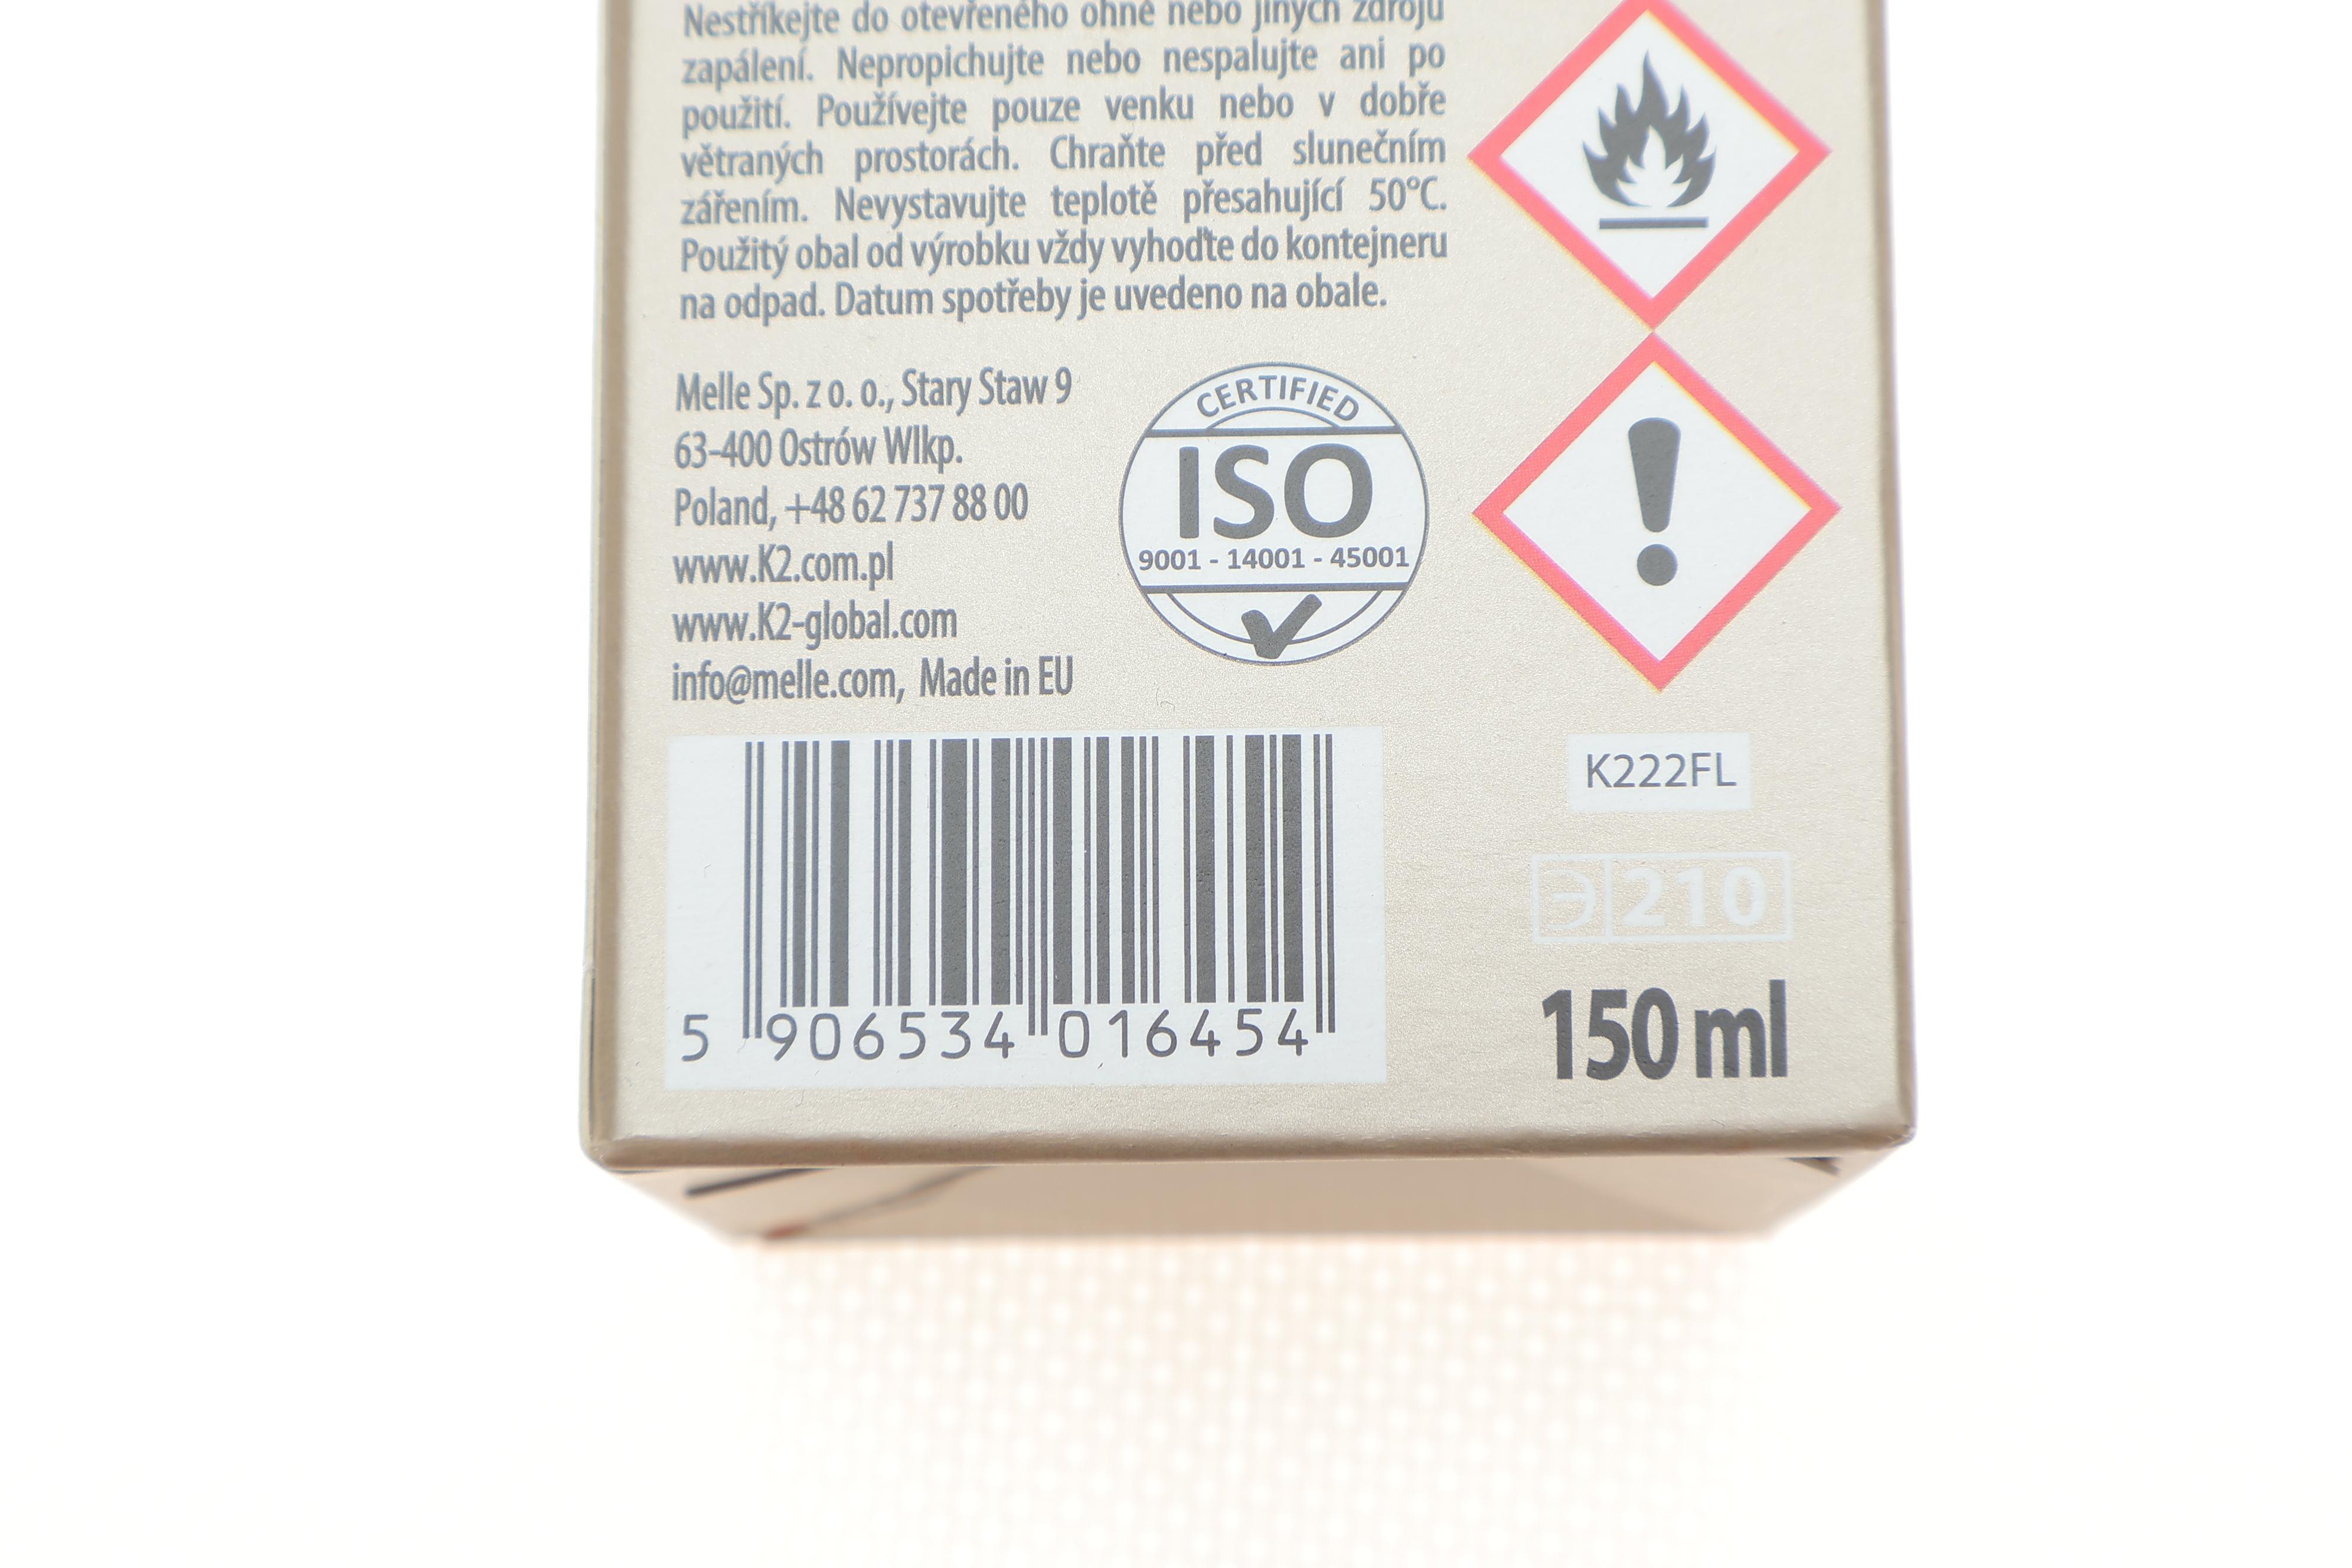 Nestříkejte do otevřeného ohně nebo jiných zdrojů
zapálení. Nepropichujte nebo nespalujte ani po
použití. Používejte pouze venku nebo v dobře
větraných prostorách. Chraňte před slunečním
zářením. Nevystavujte teplotě přesahující 50°C.
Použitý obal od výrobku vždy vyhoďte do kontejneru
na odpad. Datum spotřeby je uvedeno na obale.
Melle Sp. z o. o., Stary Staw 9
63-400 Ostrów Wlkp.
Poland, +48 62 737 88 00
www.K2.com.pl
www.K2-global.com
info@melle.com, Made in EU
CERTIFIED
ISO
9001 - 14001 - 45001
K222FL
Э 210
150 ml
5 906534 016454